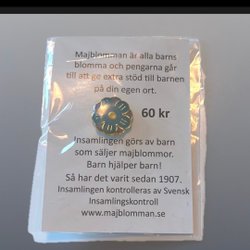 Majblomman är alla barns
blomma och pengarna går
till att ge extra stöd till barnen
på din egen ort.
60 kr
Insamlingen görs av barn
som säljer majblommor.
Barn hjälper barn!
Så har det varit sedan 1907.
Insamlingen kontrolleras av Svensk
Insamlingskontroll
www.majblomman.se